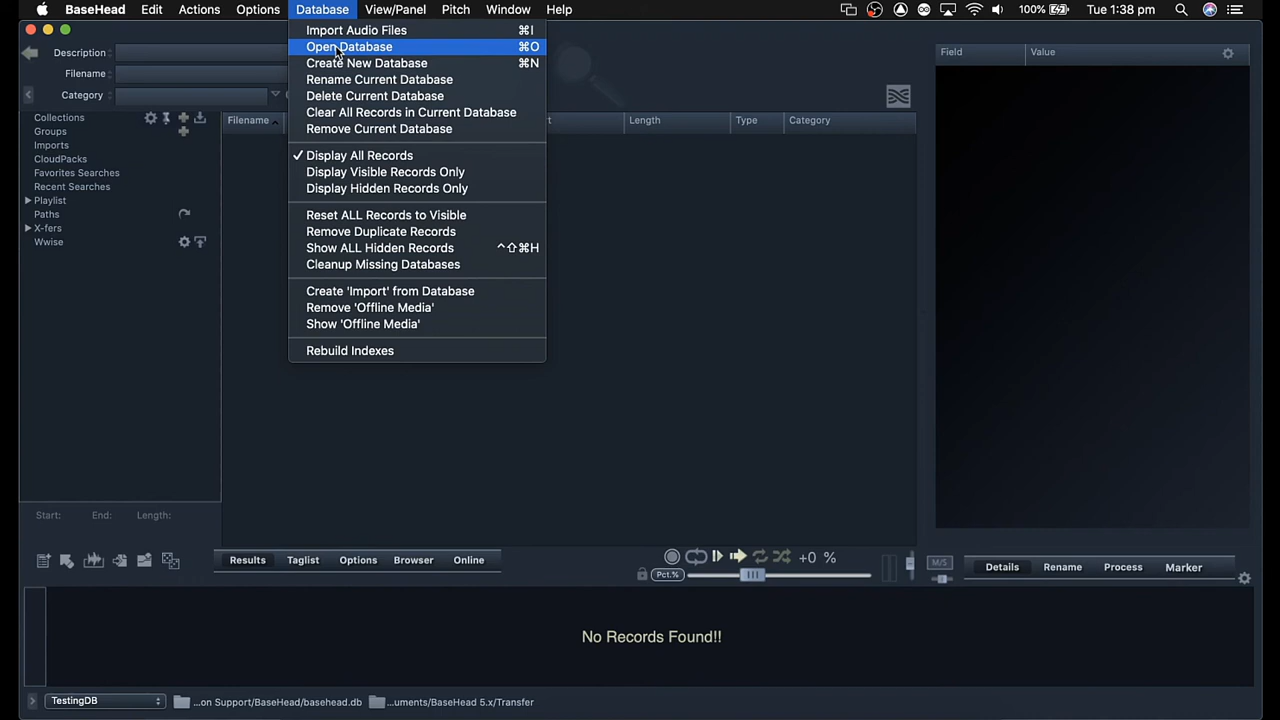 BaseHead Edit Actions Options Database View/Panel Pitch Window Help 100% Tue 1:38 pm
Import Audio Files ⌘I
Open Database ⌘O
Create New Database ⌘N
Rename Current Database
Delete Current Database
Clear All Records in Current Database
Remove Current Database
✓ Display All Records
Display Visible Records Only
Display Hidden Records Only
Reset ALL Records to Visible
Remove Duplicate Records
Show ALL Hidden Records ^⇧⌘H
Cleanup Missing Databases
Create 'Import' from Database
Remove 'Offline Media'
Show 'Offline Media'
Rebuild Indexes
Description
Filename
Category
Collections
Groups
Imports
CloudPacks
Favorites Searches
Recent Searches
Playlist
Paths
X-fers
Wwise
Filename Length Type Category
Field Value
Start: End: Length:
Results Taglist Options Browser Online
+0 %
Pct.%
M/S
Details Rename Process Marker
No Records Found!!
TestingDB ...on Support/BaseHead/basehead.db ...uments/BaseHead 5.x/Transfer